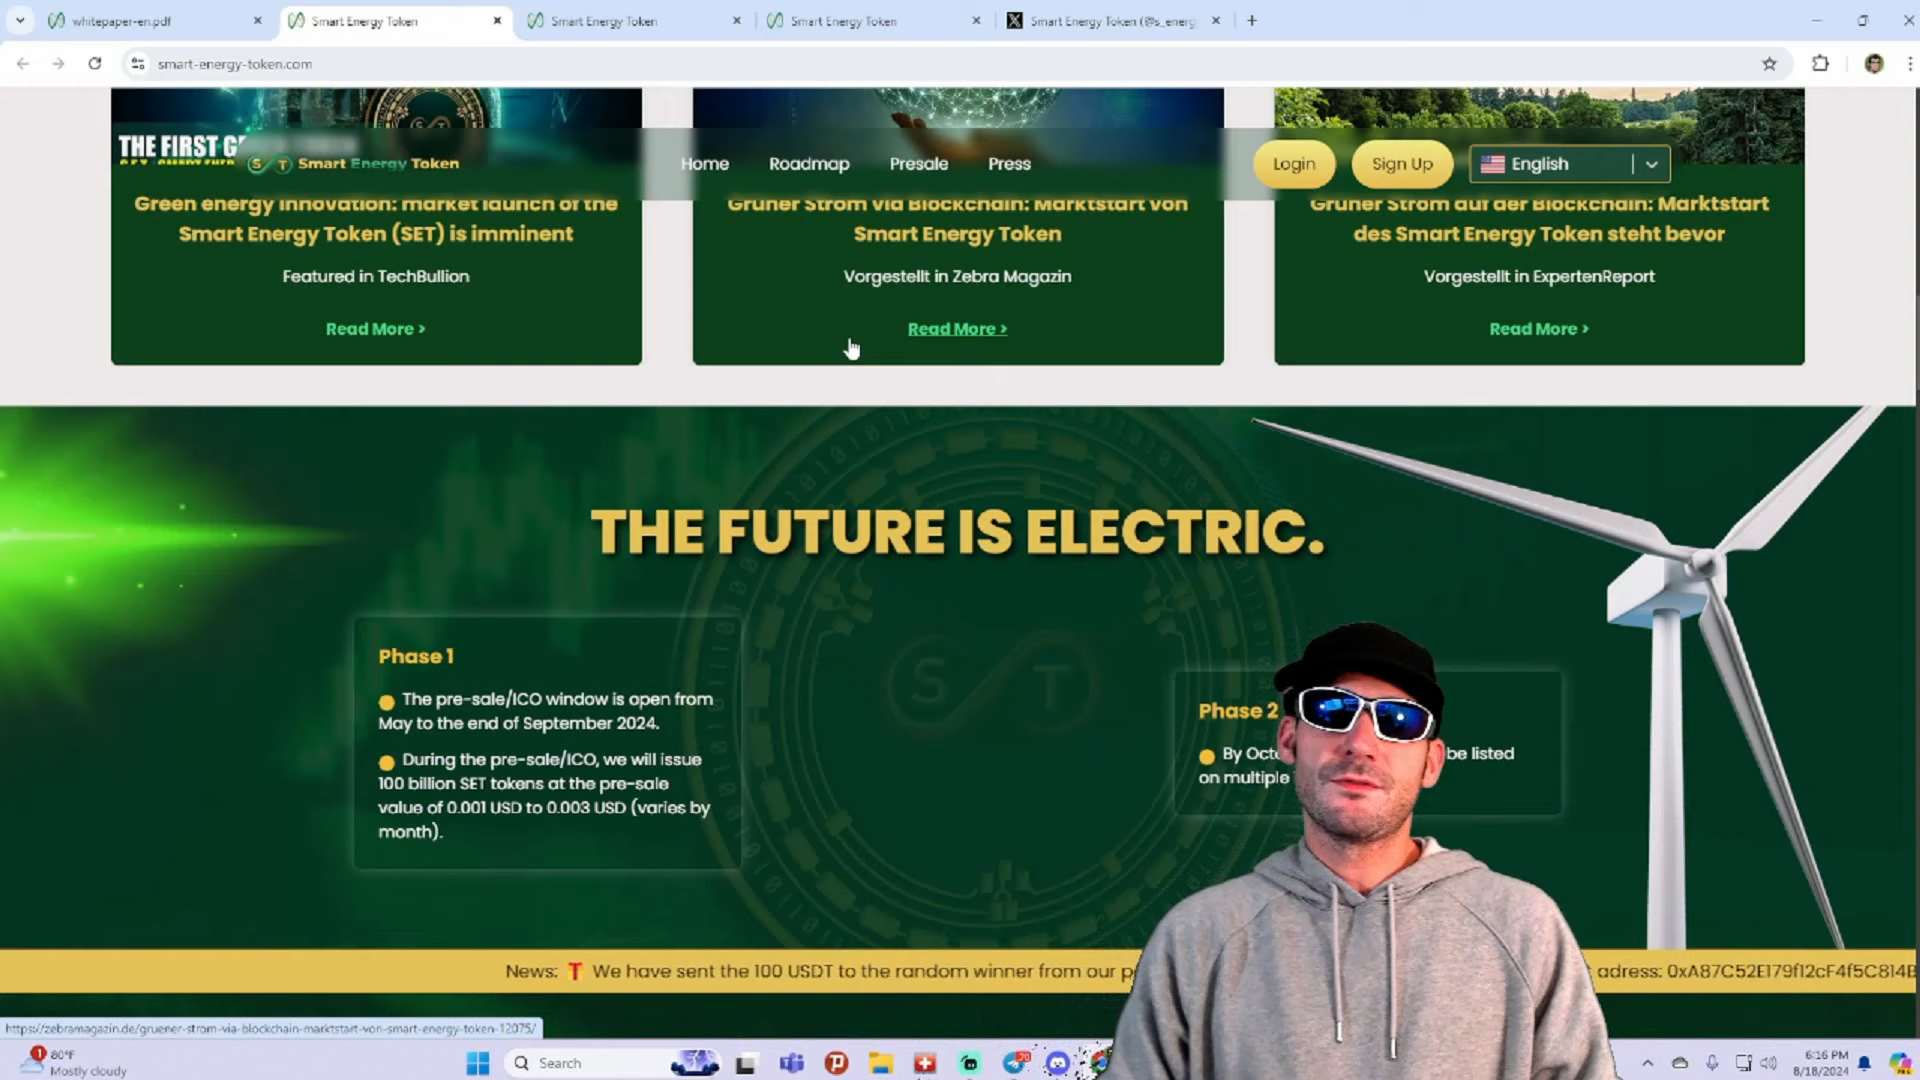 whitepaper-en.pdf
Smart Energy Token
Smart Energy Token
Smart Energy Token
Smart Energy Token (@s_energ
smart-energy-token.com
THE FIRST
S T Smart Energy Token
Home
Roadmap
Presale
Press
Login
Sign Up
English
Green energy innovation: market launch of the
Smart Energy Token (SET) is imminent
Featured in TechBullion
Read More >
Grüner Strom via Blockchain: Marktstart von
Smart Energy Token
Vorgestellt in Zebra Magazin
Read More >
Grüner Strom auf der Blockchain: Marktstart
des Smart Energy Token steht bevor
Vorgestellt in ExpertenReport
Read More >
THE FUTURE IS ELECTRIC.
S T
Phase 1
The pre-sale/ICO window is open from
May to the end of September 2024.
During the pre-sale/ICO, we will issue
100 billion SET tokens at the pre-sale
value of 0.001 USD to 0.003 USD (varies by
month).
Phase 2
By Octo be listed
on multiple
News: We have sent the 100 USDT to the random winner from our p adress: 0xA87C52E179f12cF4f5C814B
https://zebramagazin.de/gruener-strom-via-blockchain-marktstart-von-smart-energy-token-12075/
1
80°F
Mostly cloudy
Search
20
6:16 PM
8/18/2024